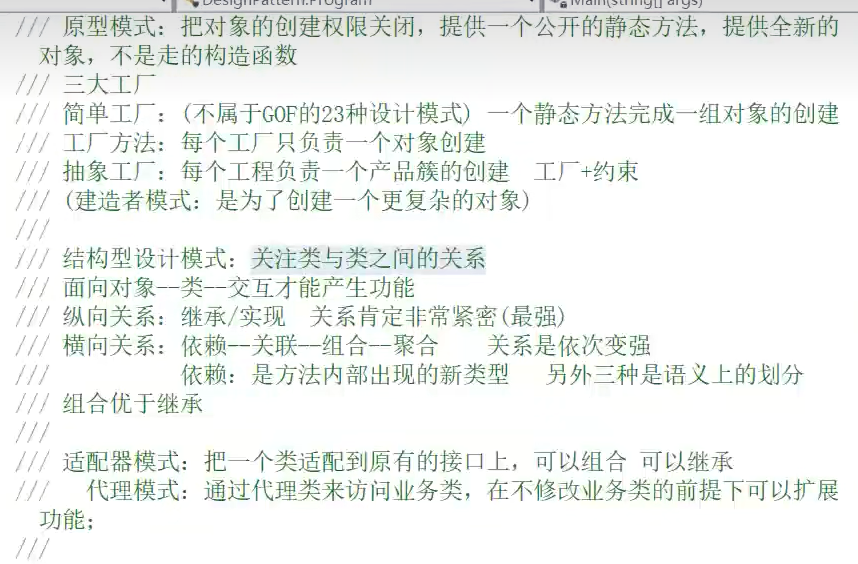 DesignPattern.Program
Main(string[] args)
/// 原型模式：把对象的创建权限关闭，提供一个公开的静态方法，提供全新的
对象，不是走的构造函数
/// 三大工厂
/// 简单工厂：(不属于GOF的23种设计模式) 一个静态方法完成一组对象的创建
/// 工厂方法：每个工厂只负责一个对象创建
/// 抽象工厂：每个工程负责一个产品簇的创建  工厂+约束
/// (建造者模式：是为了创建一个更复杂的对象)
///
/// 结构型设计模式：关注类与类之间的关系
/// 面向对象--类--交互才能产生功能
/// 纵向关系：继承/实现  关系肯定非常紧密(最强)
/// 横向关系：依赖--关联--组合--聚合    关系是依次变强
///           依赖：是方法内部出现的新类型   另外三种是语义上的划分
/// 组合优于继承
///
/// 适配器模式：把一个类适配到原有的接口上，可以组合 可以继承
///   代理模式：通过代理类来访问业务类，在不修改业务类的前提下可以扩展
功能;
///